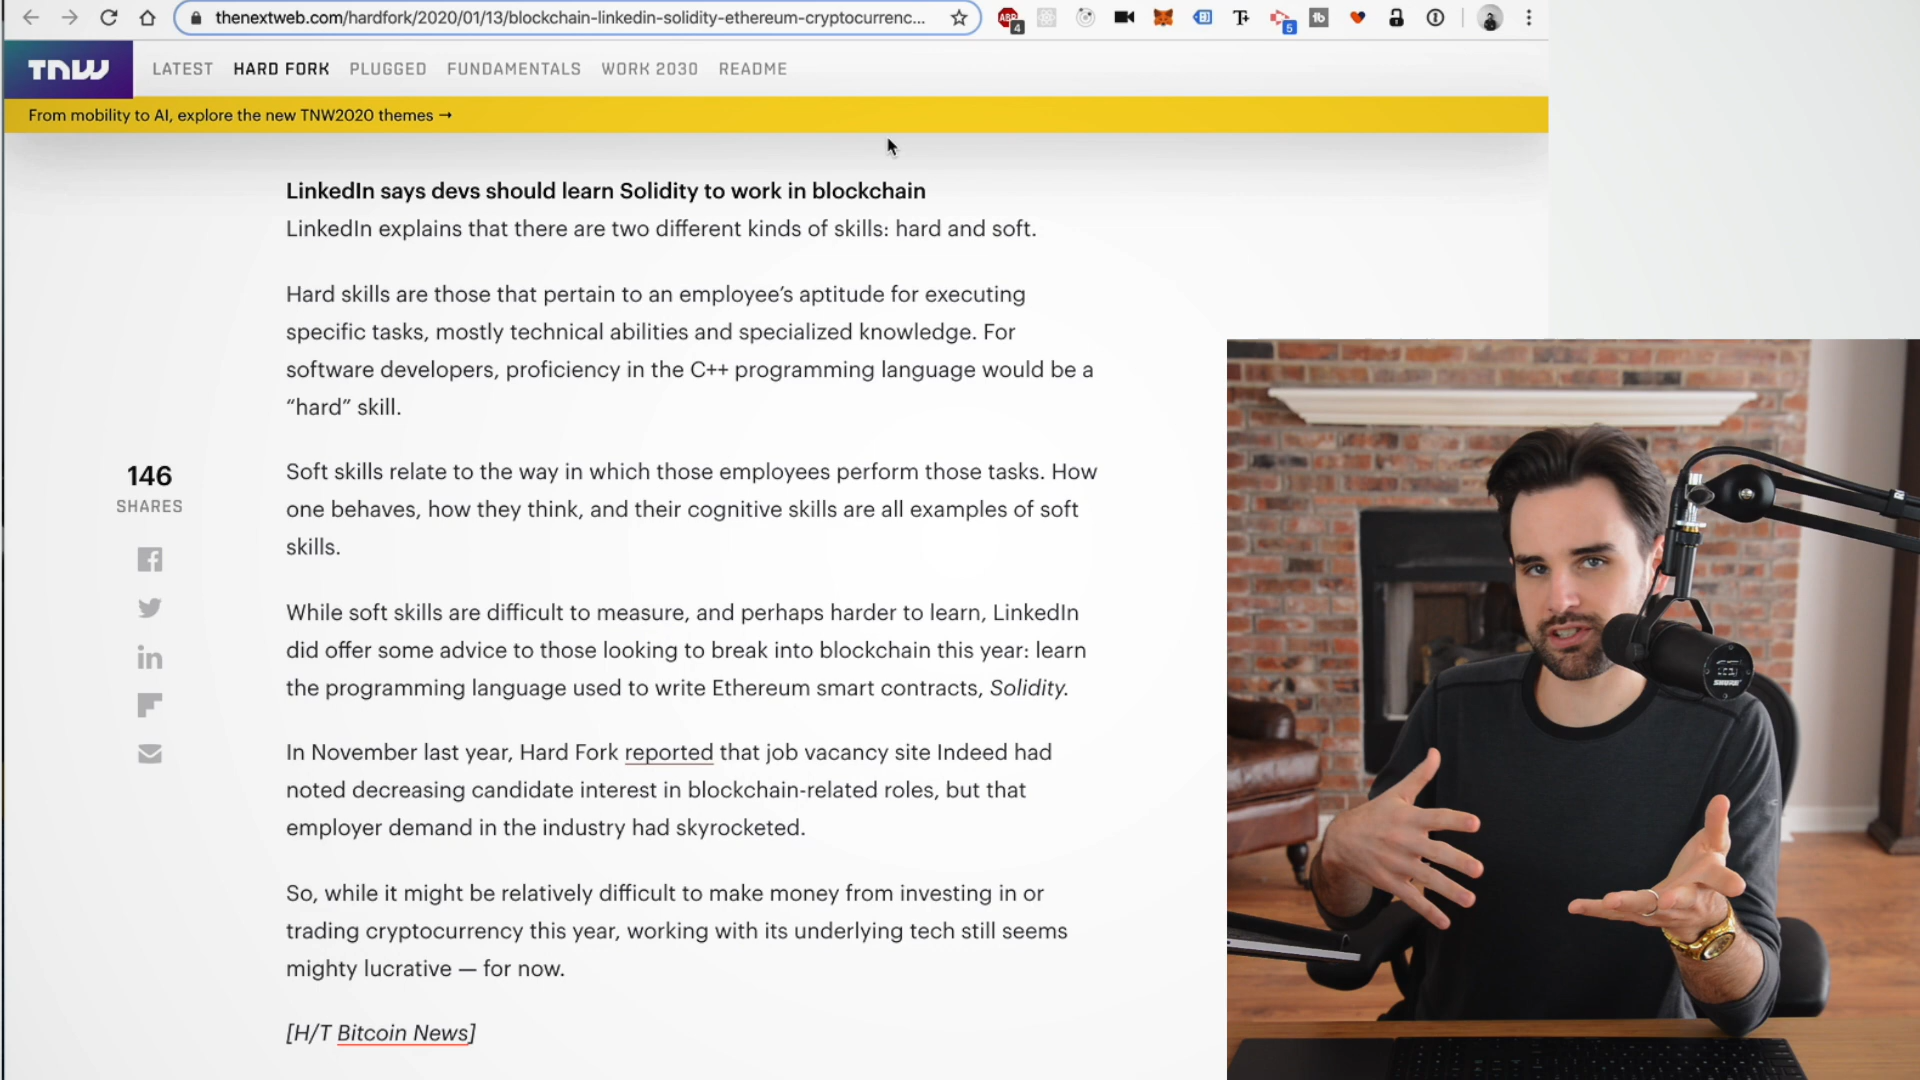 thenextweb.com/hardfork/2020/01/13/blockchain-linkedin-solidity-ethereum-cryptocurrenc...
ABP
4
5
tb
TNW
LATEST
HARD FORK
PLUGGED
FUNDAMENTALS
WORK 2030
README
From mobility to AI, explore the new TNW2020 themes →
LinkedIn says devs should learn Solidity to work in blockchain
LinkedIn explains that there are two different kinds of skills: hard and soft.
Hard skills are those that pertain to an employee’s aptitude for executing
specific tasks, mostly technical abilities and specialized knowledge. For
software developers, proficiency in the C++ programming language would be a
“hard” skill.
146
SHARES
Soft skills relate to the way in which those employees perform those tasks. How
one behaves, how they think, and their cognitive skills are all examples of soft
skills.
While soft skills are difficult to measure, and perhaps harder to learn, LinkedIn
did offer some advice to those looking to break into blockchain this year: learn
the programming language used to write Ethereum smart contracts, Solidity.
In November last year, Hard Fork reported that job vacancy site Indeed had
noted decreasing candidate interest in blockchain-related roles, but that
employer demand in the industry had skyrocketed.
So, while it might be relatively difficult to make money from investing in or
trading cryptocurrency this year, working with its underlying tech still seems
mighty lucrative — for now.
[H/T Bitcoin News]
SHURE